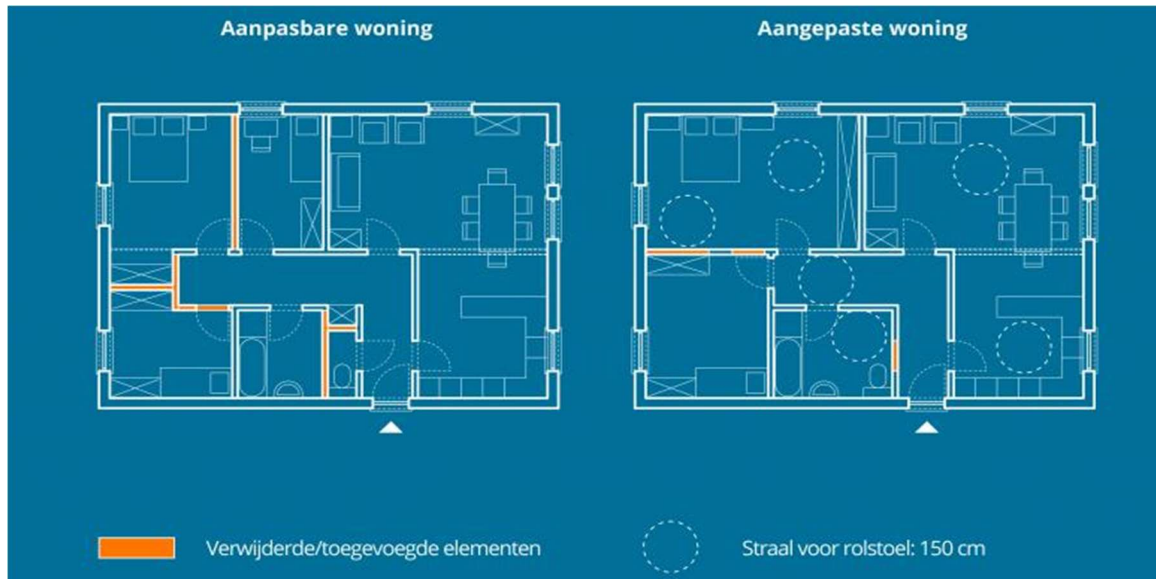 Aanpasbare woning
Aangepaste woning
Verwijderde/toegevoegde elementen
Straal voor rolstoel: 150 cm